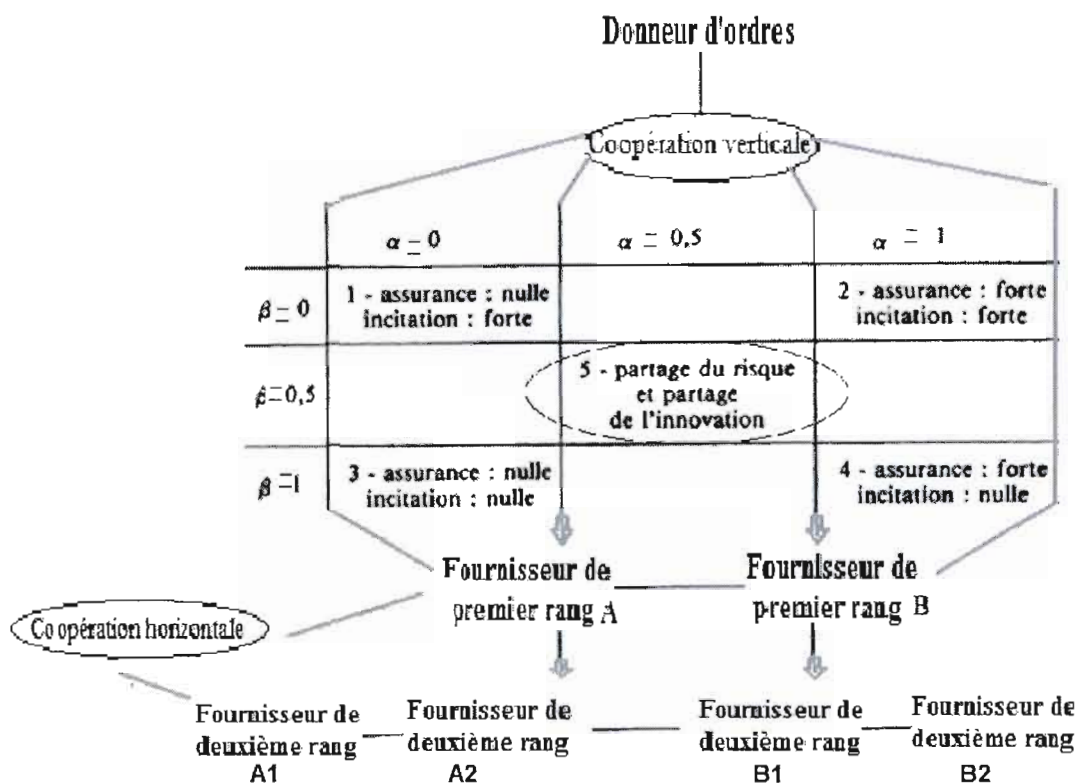 Donneur d'ordres
Coopération verticale
α = 0
α = 0,5
α = 1
β = 0
1 - assurance : nulle
incitation : forte
2 - assurance : forte
incitation : forte
β = 0,5
5 - partage du risque
et partage
de l'innovation
β = 1
3 - assurance : nulle
incitation : nulle
4 - assurance : forte
incitation : nulle
Fournisseur de
premier rang A
Fournisseur de
premier rang B
Coopération horizontale
Fournisseur de
deuxième rang
A1
Fournisseur de
deuxième rang
A2
Fournisseur de
deuxième rang
B1
Fournisseur de
deuxième rang
B2